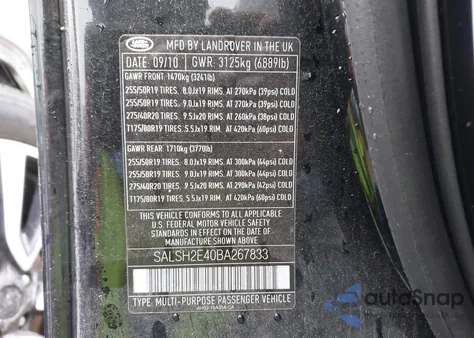 LAND ROVER
MFD BY LANDROVER IN THE UK
DATE: 09/10 GWR: 3125kg (6889lb)
GAWR FRONT: 1470kg (3241lb)
255/50R19 TIRES, 8.0Jx19 RIMS, AT 270kPa (39psi) COLD
255/50R19 TIRES, 9.0Jx19 RIMS, AT 270kPa (39psi) COLD
275/40R20 TIRES, 9.5Jx20 RIMS, AT 260kPa (38psi) COLD
T175/80R19 TIRES, 5.5Jx19 RIM, AT 420kPa (60psi) COLD
GAWR REAR: 1710kg (3770lb)
255/50R19 TIRES, 8.0Jx19 RIMS, AT 300kPa (44psi) COLD
255/50R19 TIRES, 9.0Jx19 RIMS, AT 300kPa (44psi) COLD
275/40R20 TIRES, 9.5Jx20 RIMS, AT 290kPa (42psi) COLD
T175/80R19 TIRES, 5.5Jx19 RIM, AT 420kPa (60psi) COLD
THIS VEHICLE CONFORMS TO ALL APPLICABLE
U.S. FEDERAL MOTOR VEHICLE SAFETY
STANDARDS IN EFFECT ON THE DATE OF
MANUFACTURE SHOWN ABOVE
SALSH2E40BA267833
TYPE: MULTI-PURPOSE PASSENGER VEHICLE
autoSnap